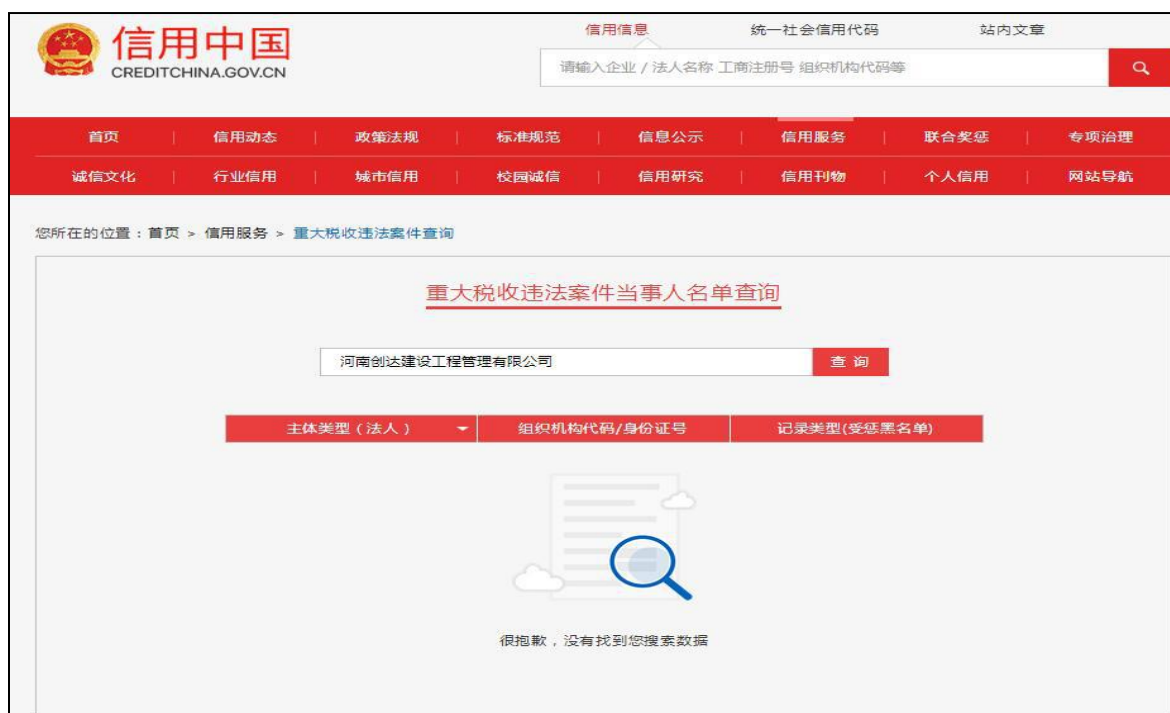 信用中国
CREDITCHINA.GOV.CN
信用信息 统一社会信用代码 站内文章
请输入企业 / 法人名称 工商注册号 组织机构代码等
首页 | 信用动态 | 政策法规 | 标准规范 | 信息公示 | 信用服务 | 联合奖惩 | 专项治理
诚信文化 | 行业信用 | 城市信用 | 校园诚信 | 信用研究 | 信用刊物 | 个人信用 | 网站导航
您所在的位置：首页 > 信用服务 > 重大税收违法案件查询
重大税收违法案件当事人名单查询
河南创达建设工程管理有限公司 查 询
主体类型（法人） 组织机构代码/身份证号 记录类型(受惩黑名单)
很抱歉，没有找到您搜索数据